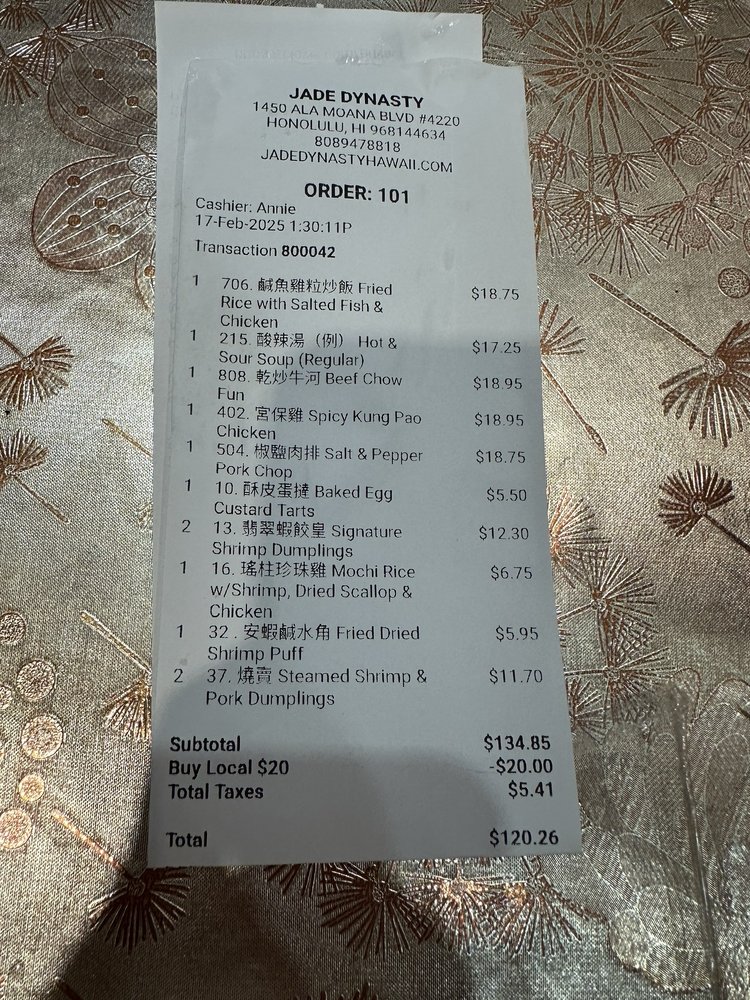 JADE DYNASTY
1450 ALA MOANA BLVD #4220
HONOLULU, HI 968144634
8089478818
JADEDYNASTYHAWAII.COM
ORDER: 101
Cashier: Annie
17-Feb-2025 1:30:11P
Transaction 800042
1 706. 鹹魚雞粒炒飯 Fried $18.75
Rice with Salted Fish &
Chicken
1 215. 酸辣湯（例） Hot & $17.25
Sour Soup (Regular)
1 808. 乾炒牛河 Beef Chow $18.95
Fun
1 402. 宮保雞 Spicy Kung Pao $18.95
Chicken
1 504. 椒鹽肉排 Salt & Pepper $18.75
Pork Chop
1 10. 酥皮蛋撻 Baked Egg $5.50
Custard Tarts
2 13. 翡翠蝦餃皇 Signature $12.30
Shrimp Dumplings
1 16. 瑤柱珍珠雞 Mochi Rice $6.75
w/Shrimp, Dried Scallop &
Chicken
1 32 . 安蝦鹹水角 Fried Dried $5.95
Shrimp Puff
2 37. 燒賣 Steamed Shrimp & $11.70
Pork Dumplings
Subtotal $134.85
Buy Local $20 -$20.00
Total Taxes $5.41
Total $120.26